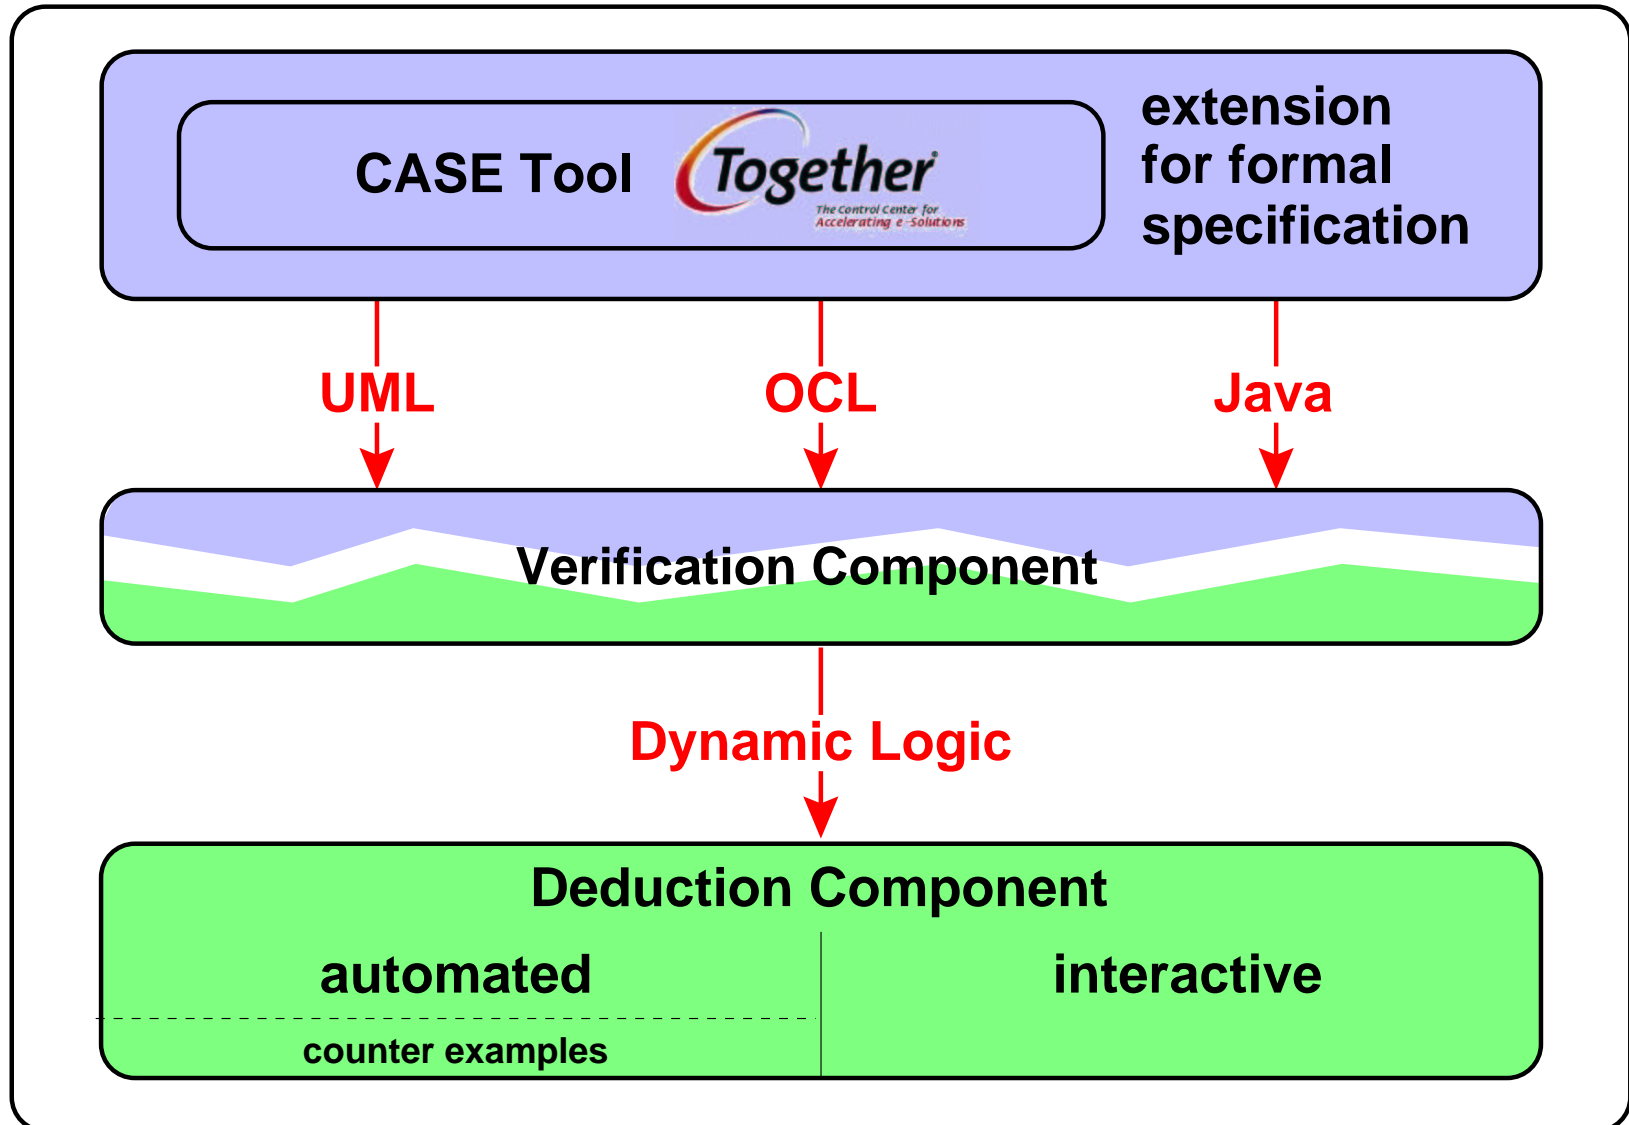 CASE Tool
Together®
The Control Center for
Accelerating e-Solutions
extension
for formal
specification
UML OCL Java
Verification Component
Dynamic Logic
Deduction Component
automated interactive
counter examples